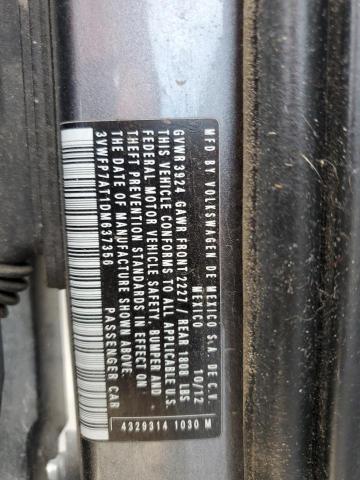 MFD BY VOLKSWAGEN DE MEXICO S.A. DE C.V.
MEXICO 10/12
GVWR 3924 GAWR FRONT 2227 / REAR 1808 LBS
THIS VEHICLE CONFORMS TO ALL APPLICABLE U.S.
FEDERAL MOTOR VEHICLE SAFETY, BUMPER AND
THEFT PREVENTION STANDARDS IN EFFECT ON
DATE OF MANUFACTURE SHOWN ABOVE.
3VWFP7AT1DM637356 PASSENGER CAR
4329314 1030 M